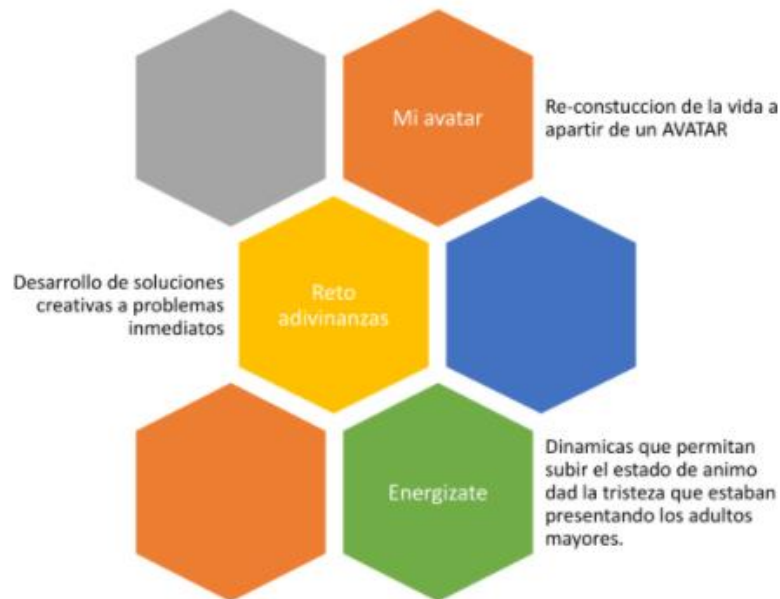 Mi avatar
Re-constuccion de la vida a
apartir de un AVATAR
Desarrollo de soluciones
creativas a problemas
inmediatos
Reto
adivinanzas
Energizate
Dinamicas que permitan
subir el estado de animo
dad la tristeza que estaban
presentando los adultos
mayores.